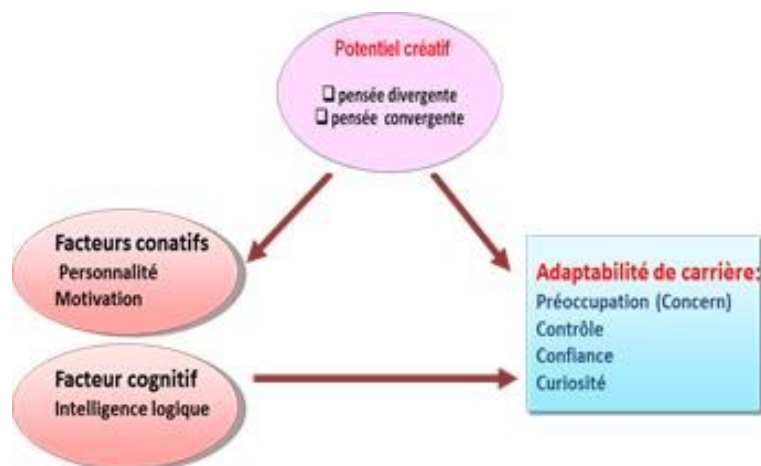 Potentiel créatif
❑ pensée divergente
❑ pensée convergente
Facteurs conatifs
Personnalité
Motivation
Facteur cognitif
Intelligence logique
Adaptabilité de carrière:
Préoccupation (Concern)
Contrôle
Confiance
Curiosité